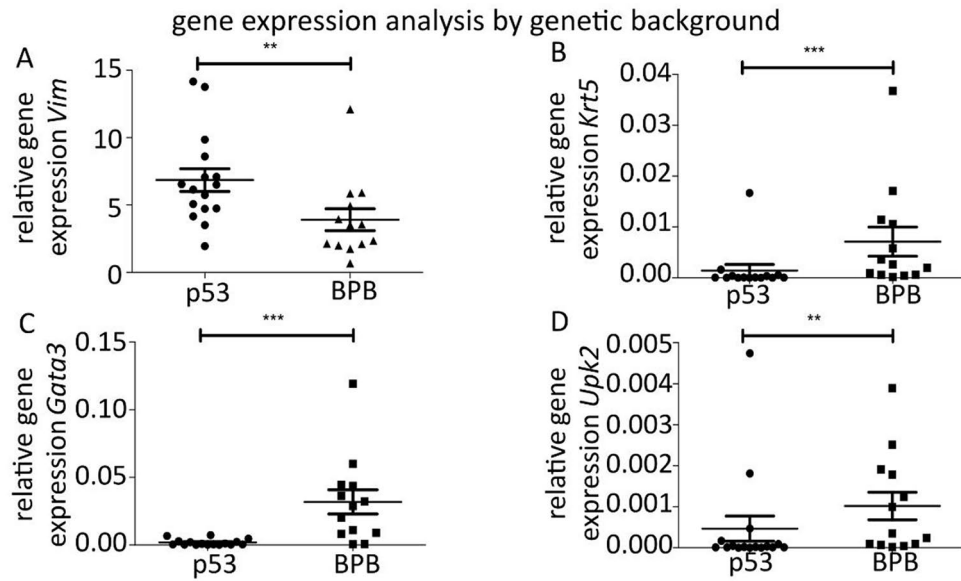 gene expression analysis by genetic background
A
**
relative gene
expression Vim
15
10
5
0
p53
BPB
B
***
relative gene
expression Krt5
0.04
0.03
0.02
0.01
0.00
p53
BPB
C
***
relative gene
expression Gata3
0.15
0.10
0.05
0.00
p53
BPB
D
**
relative gene
expression Upk2
0.005
0.004
0.003
0.002
0.001
0.000
p53
BPB